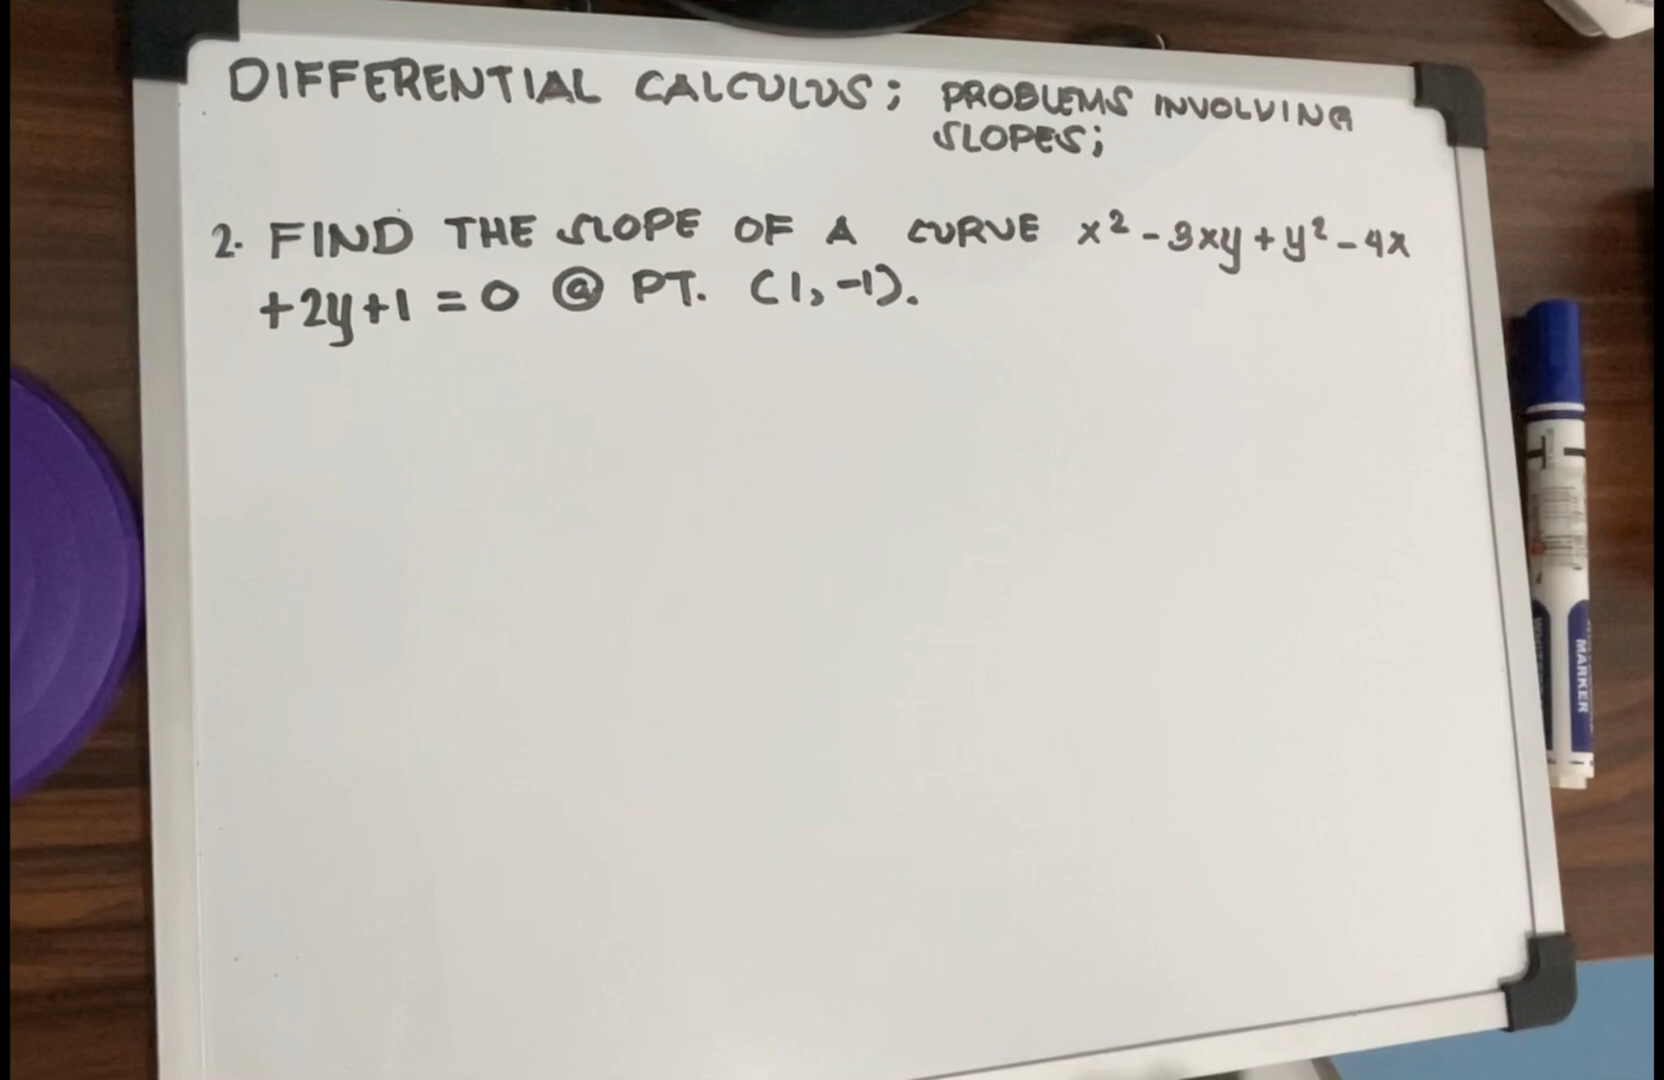 DIFFERENTIAL CALCULUS; PROBLEMS INVOLVING
SLOPES;
2. FIND THE SLOPE OF A CURVE x² - 3xy + y² - 4x
+ 2y + 1 = 0 @ PT. (1, -1).
MARKER